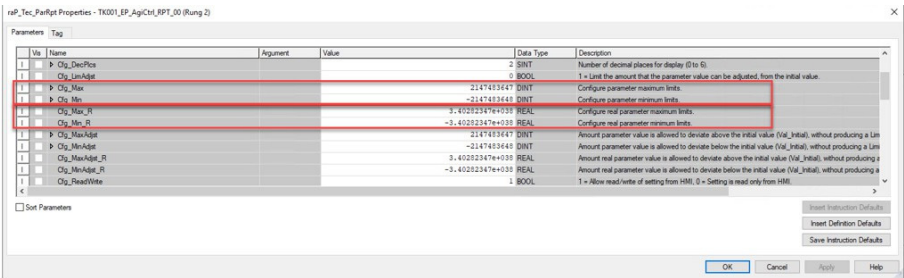 raP_Tec_ParRpt Properties - TK001_EP_AgiCtrl_RPT_00 (Rung 2)
Parameters Tag
Vis Name Argument Value Data Type Description
I Cfg_DecPlcs 2 SINT Number of decimal places for display (0 to 6).
I Cfg_LimAdjst 0 BOOL 1 = Limit the amount that the parameter value can be adjusted, from the initial value.
I Cfg_Max 2147483647 DINT Configure parameter maximum limits.
I Cfg_Min -2147483648 DINT Configure parameter minimum limits.
I Cfg_Max_R 3.40282347e+038 REAL Configure real parameter maximum limits.
I Cfg_Min_R -3.40282347e+038 REAL Configure real parameter minimum limits.
I Cfg_MaxAdjst 2147483647 DINT Amount parameter value is allowed to deviate above the initial value (Val_Initial), without producing a Lim
I Cfg_MinAdjst -2147483648 DINT Amount parameter value is allowed to deviate below the initial value (Val_Initial), without producing a Lim
I Cfg_MaxAdjst_R 3.40282347e+038 REAL Amount real parameter value is allowed to deviate above the initial value (Val_Initial), without producing a
I Cfg_MinAdjst_R -3.40282347e+038 REAL Amount real parameter value is allowed to deviate below the initial value (Val_Initial), without producing a
I Cfg_ReadWrite 1 BOOL 1 = Allow read/write of setting from HMI, 0 = Setting is read only from HMI.
Sort Parameters
Insert Instruction Defaults
Insert Definition Defaults
Save Instruction Defaults
OK Cancel Apply Help